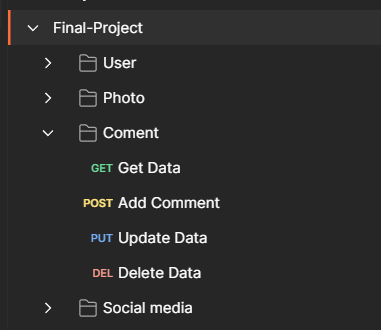 Final-Project
User
Photo
Coment
GET Get Data
POST Add Comment
PUT Update Data
DEL Delete Data
Social media